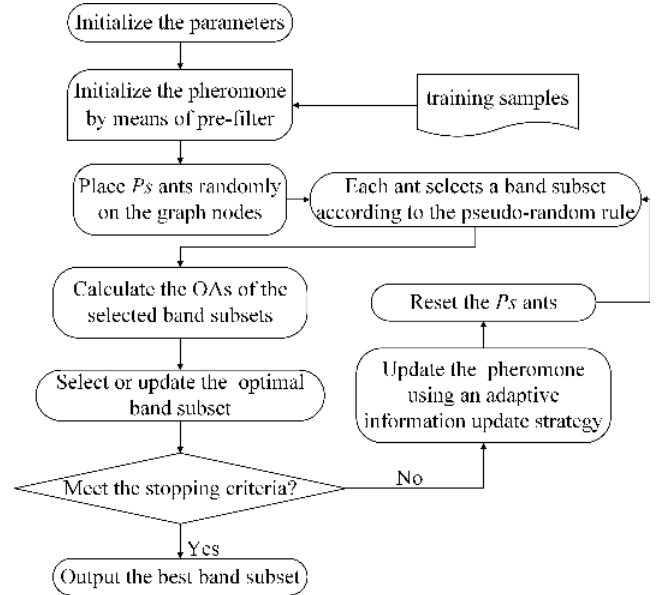 Initialize the parameters
Initialize the pheromone
by means of pre-filter
training samples
Place Ps ants randomly
on the graph nodes
Each ant selects a band subset
according to the pseudo-random rule
Calculate the OAs of the
selected band subsets
Reset the Ps ants
Select or update the optimal
band subset
Update the pheromone
using an adaptive
information update strategy
Meet the stopping criteria?
No
Yes
Output the best band subset